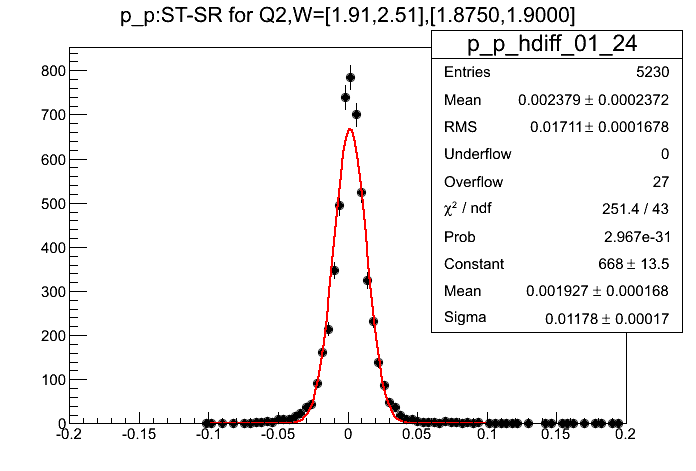 p_p:ST-SR for Q2,W=[1.91,2.51],[1.8750,1.9000]
p_p_hdiff_01_24
Entries 5230
Mean 0.002379 ± 0.0002372
RMS 0.01711 ± 0.0001678
Underflow 0
Overflow 27
χ² / ndf 251.4 / 43
Prob 2.967e-31
Constant 668 ± 13.5
Mean 0.001927 ± 0.000168
Sigma 0.01178 ± 0.00017
800
700
600
500
400
300
200
100
0
-0.2 -0.15 -0.1 -0.05 0 0.05 0.1 0.15 0.2